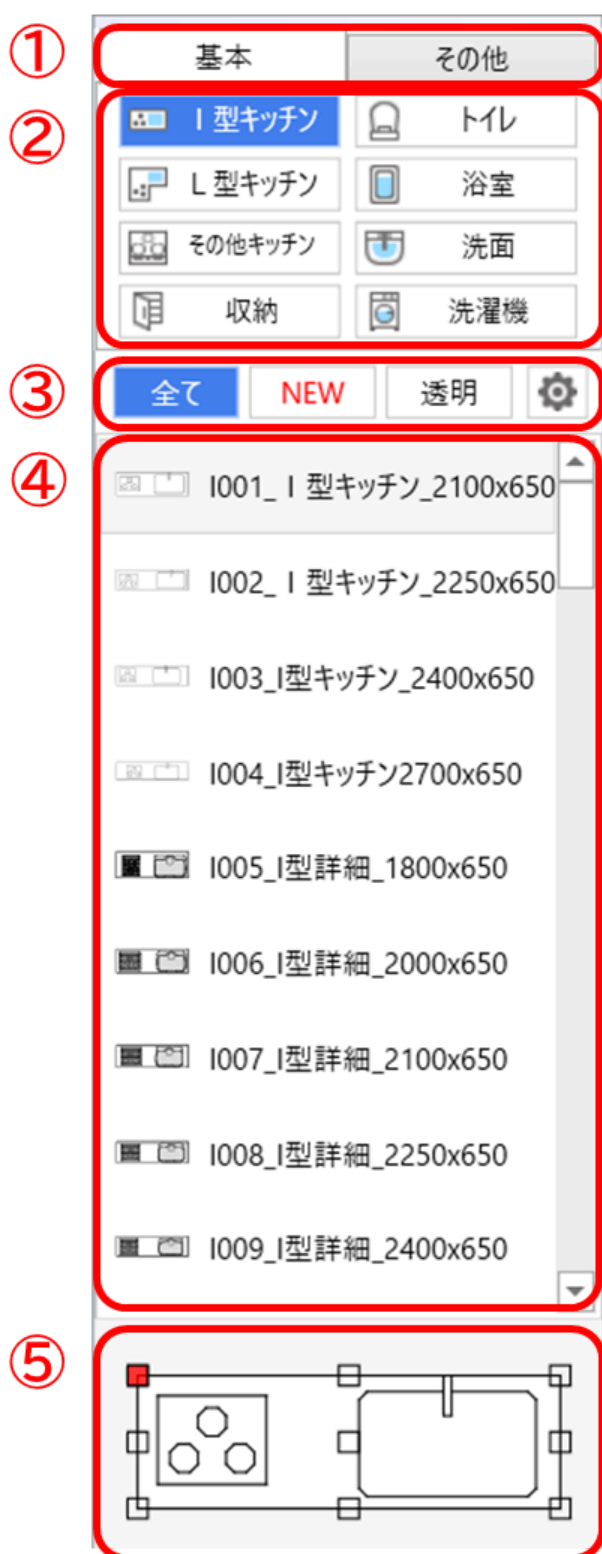 ① 基本 その他
② Ⅰ型キッチン トイレ
L型キッチン 浴室
その他キッチン 洗面
収納 洗濯機
③ 全て NEW 透明
④ I001_Ⅰ型キッチン_2100x650
I002_Ⅰ型キッチン_2250x650
I003_I型キッチン_2400x650
I004_I型キッチン2700x650
I005_I型詳細_1800x650
I006_I型詳細_2000x650
I007_I型詳細_2100x650
I008_I型詳細_2250x650
I009_I型詳細_2400x650
⑤